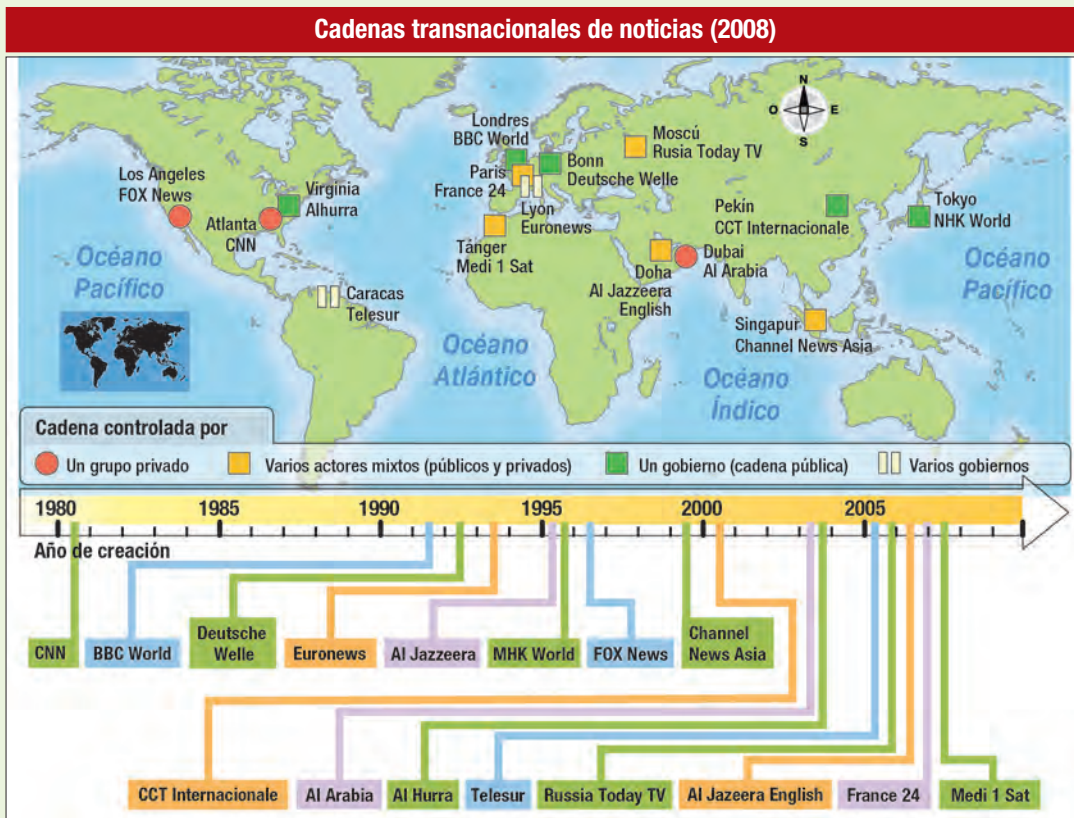 Cadenas transnacionales de noticias (2008)
N
O
E
S
Londres
BBC World
Moscú
Rusia Today TV
Los Angeles
FOX News
Virginia
Alhurra
Paris
France 24
Bonn
Deutsche Welle
Atlanta
CNN
Lyon
Euronews
Pekín
CCT Internacionale
Tokyo
NHK World
Tánger
Medi 1 Sat
Doha
Al Jazzeera
English
Dubai
Al Arabia
Océano
Pacífico
Océano
Pacífico
Caracas
Telesur
Singapur
Channel News Asia
Océano
Atlántico
Océano
Índico
Cadena controlada por
Un grupo privado
Varios actores mixtos (públicos y privados)
Un gobierno (cadena pública)
Varios gobiernos
1980
1985
1990
1995
2000
2005
Año de creación
CNN
BBC World
Deutsche
Welle
Euronews
Al Jazzeera
MHK World
FOX News
Channel
News Asia
CCT Internacionale
Al Arabia
Al Hurra
Telesur
Russia Today TV
Al Jazeera English
France 24
Medi 1 Sat